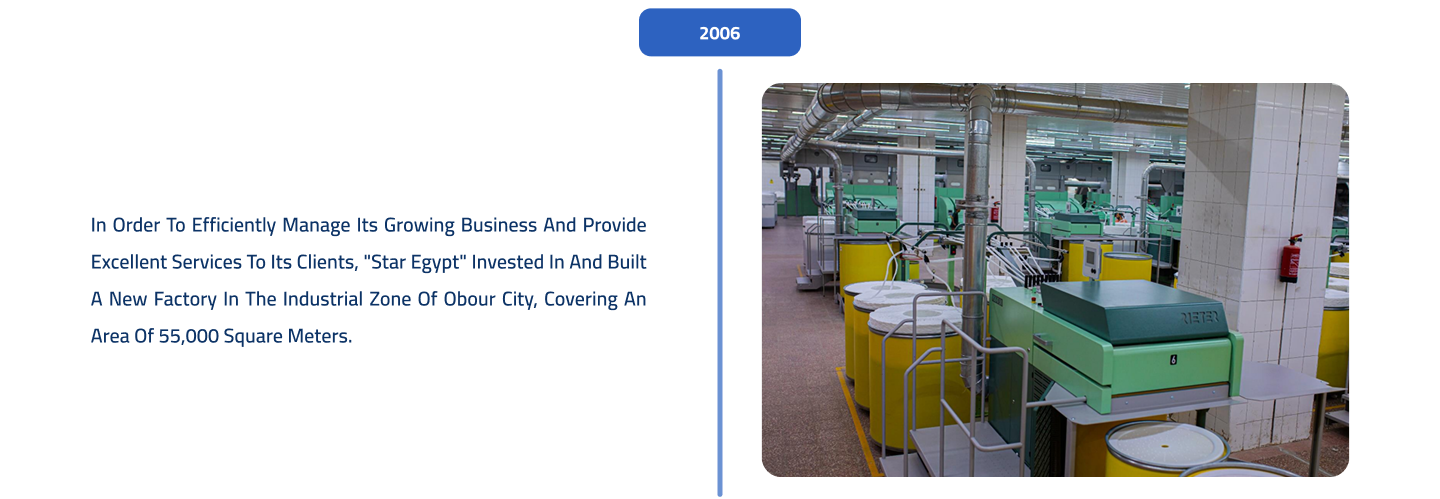 2006
In Order To Efficiently Manage Its Growing Business And Provide
Excellent Services To Its Clients, "Star Egypt" Invested In And Built
A New Factory In The Industrial Zone Of Obour City, Covering An
Area Of 55,000 Square Meters.
RIETER
6